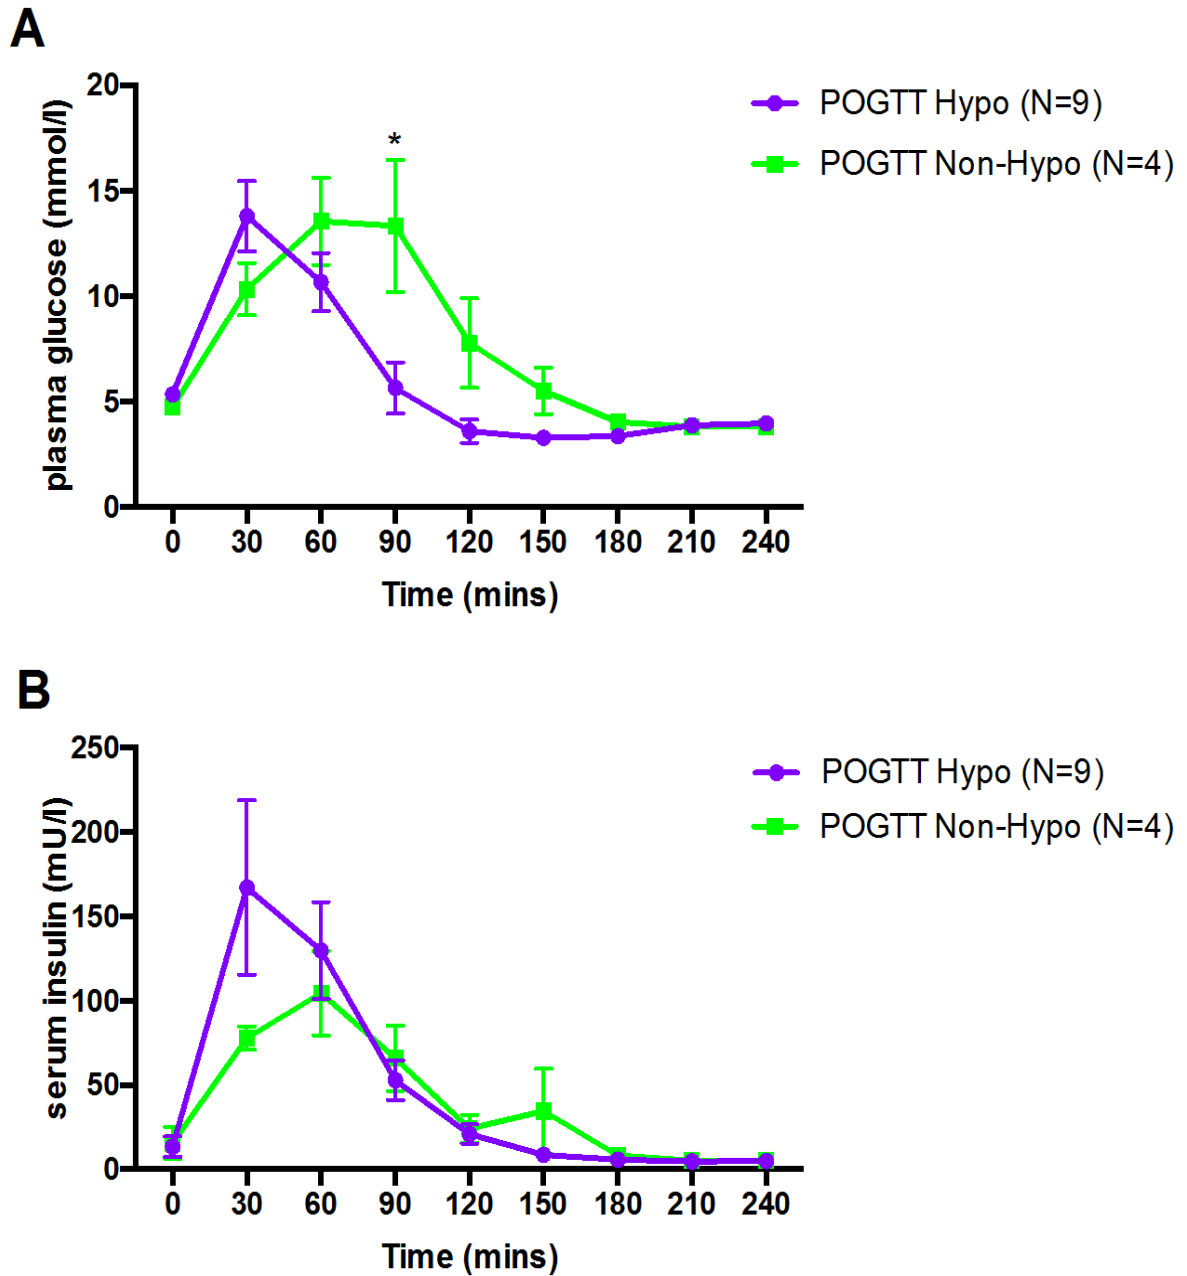 A
plasma glucose (mmol/l)
20
15
10
5
0
*
0 30 60 90 120 150 180 210 240
Time (mins)
POGTT Hypo (N=9)
POGTT Non-Hypo (N=4)
B
serum insulin (mU/l)
250
200
150
100
50
0
0 30 60 90 120 150 180 210 240
Time (mins)
POGTT Hypo (N=9)
POGTT Non-Hypo (N=4)